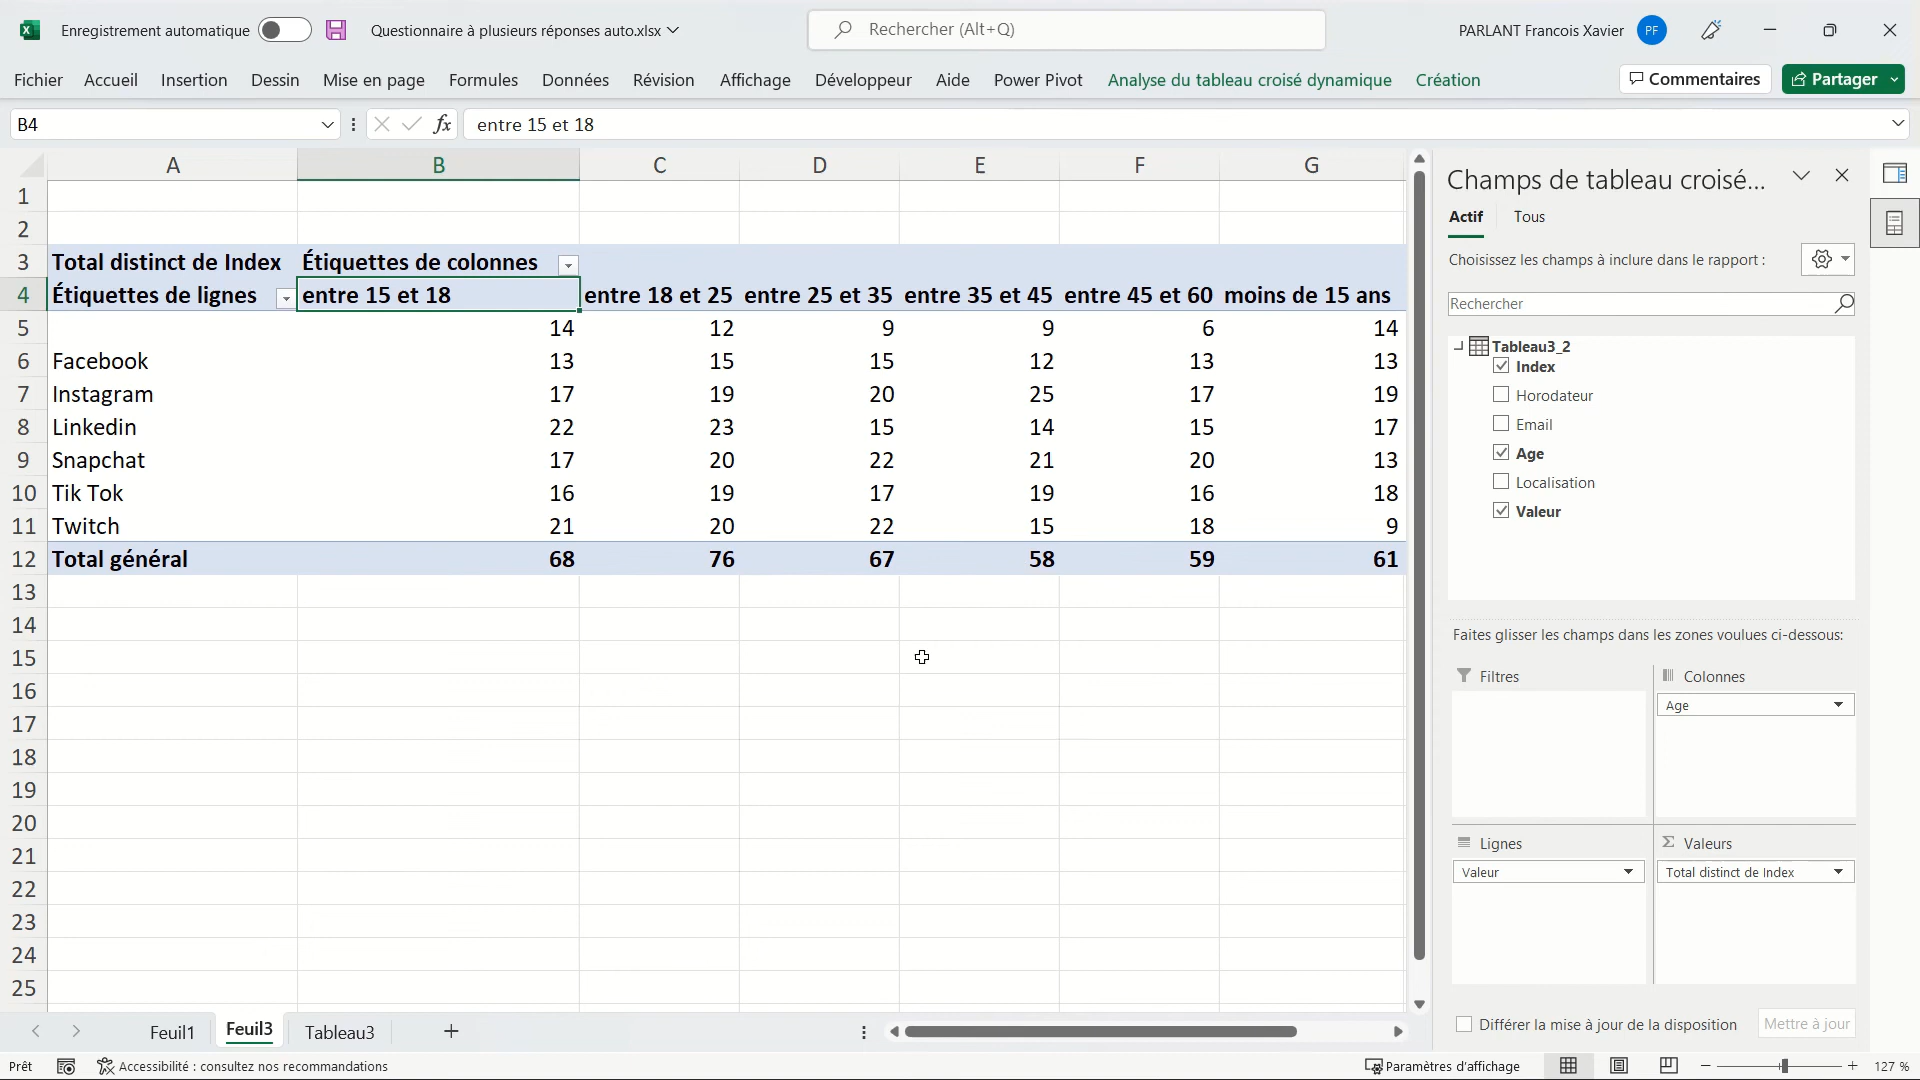 Enregistrement automatique Questionnaire à plusieurs réponses auto.xlsx Rechercher (Alt+Q) PARLANT Francois Xavier PF
Fichier Accueil Insertion Dessin Mise en page Formules Données Révision Affichage Développeur Aide Power Pivot Analyse du tableau croisé dynamique Création Commentaires Partager
B4 fx entre 15 et 18
A B C D E F G
1
2
3 Total distinct de Index Étiquettes de colonnes
4 Étiquettes de lignes entre 15 et 18 entre 18 et 25 entre 25 et 35 entre 35 et 45 entre 45 et 60 moins de 15 ans
5 14 12 9 9 6 14
6 Facebook 13 15 15 12 13 13
7 Instagram 17 19 20 25 17 19
8 Linkedin 22 23 15 14 15 17
9 Snapchat 17 20 22 21 20 13
10 Tik Tok 16 19 17 19 16 18
11 Twitch 21 20 22 15 18 9
12 Total général 68 76 67 58 59 61
13
14
15
16
17
18
19
20
21
22
23
24
25
Champs de tableau croisé...
Actif Tous
Choisissez les champs à inclure dans le rapport :
Rechercher
Tableau3_2
Index
Horodateur
Email
Age
Localisation
Valeur
Faites glisser les champs dans les zones voulues ci-dessous:
Filtres Colonnes
Age
Lignes Σ Valeurs
Valeur Total distinct de Index
Différer la mise à jour de la disposition Mettre à jour
Feuil1 Feuil3 Tableau3
Prêt Accessibilité : consultez nos recommandations Paramètres d'affichage 127 %